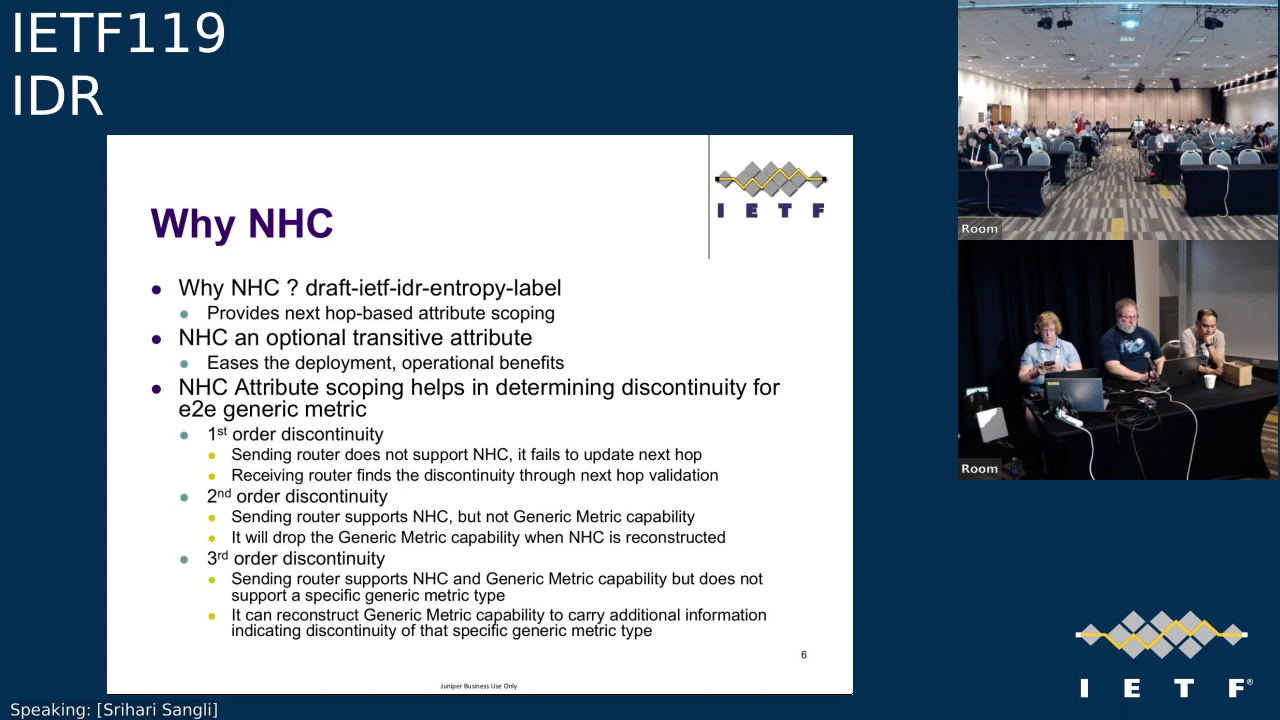 IETF119
IDR
I E T F
Why NHC
Why NHC ? draft-ietf-idr-entropy-label
Provides next hop-based attribute scoping
NHC an optional transitive attribute
Eases the deployment, operational benefits
NHC Attribute scoping helps in determining discontinuity for
e2e generic metric
1st order discontinuity
Sending router does not support NHC, it fails to update next hop
Receiving router finds the discontinuity through next hop validation
2nd order discontinuity
Sending router supports NHC, but not Generic Metric capability
It will drop the Generic Metric capability when NHC is reconstructed
3rd order discontinuity
Sending router supports NHC and Generic Metric capability but does not
support a specific generic metric type
It can reconstruct Generic Metric capability to carry additional information
indicating discontinuity of that specific generic metric type
6
Juniper Business Use Only
Room
Room
I E T F®
Speaking: [Srihari Sangli]